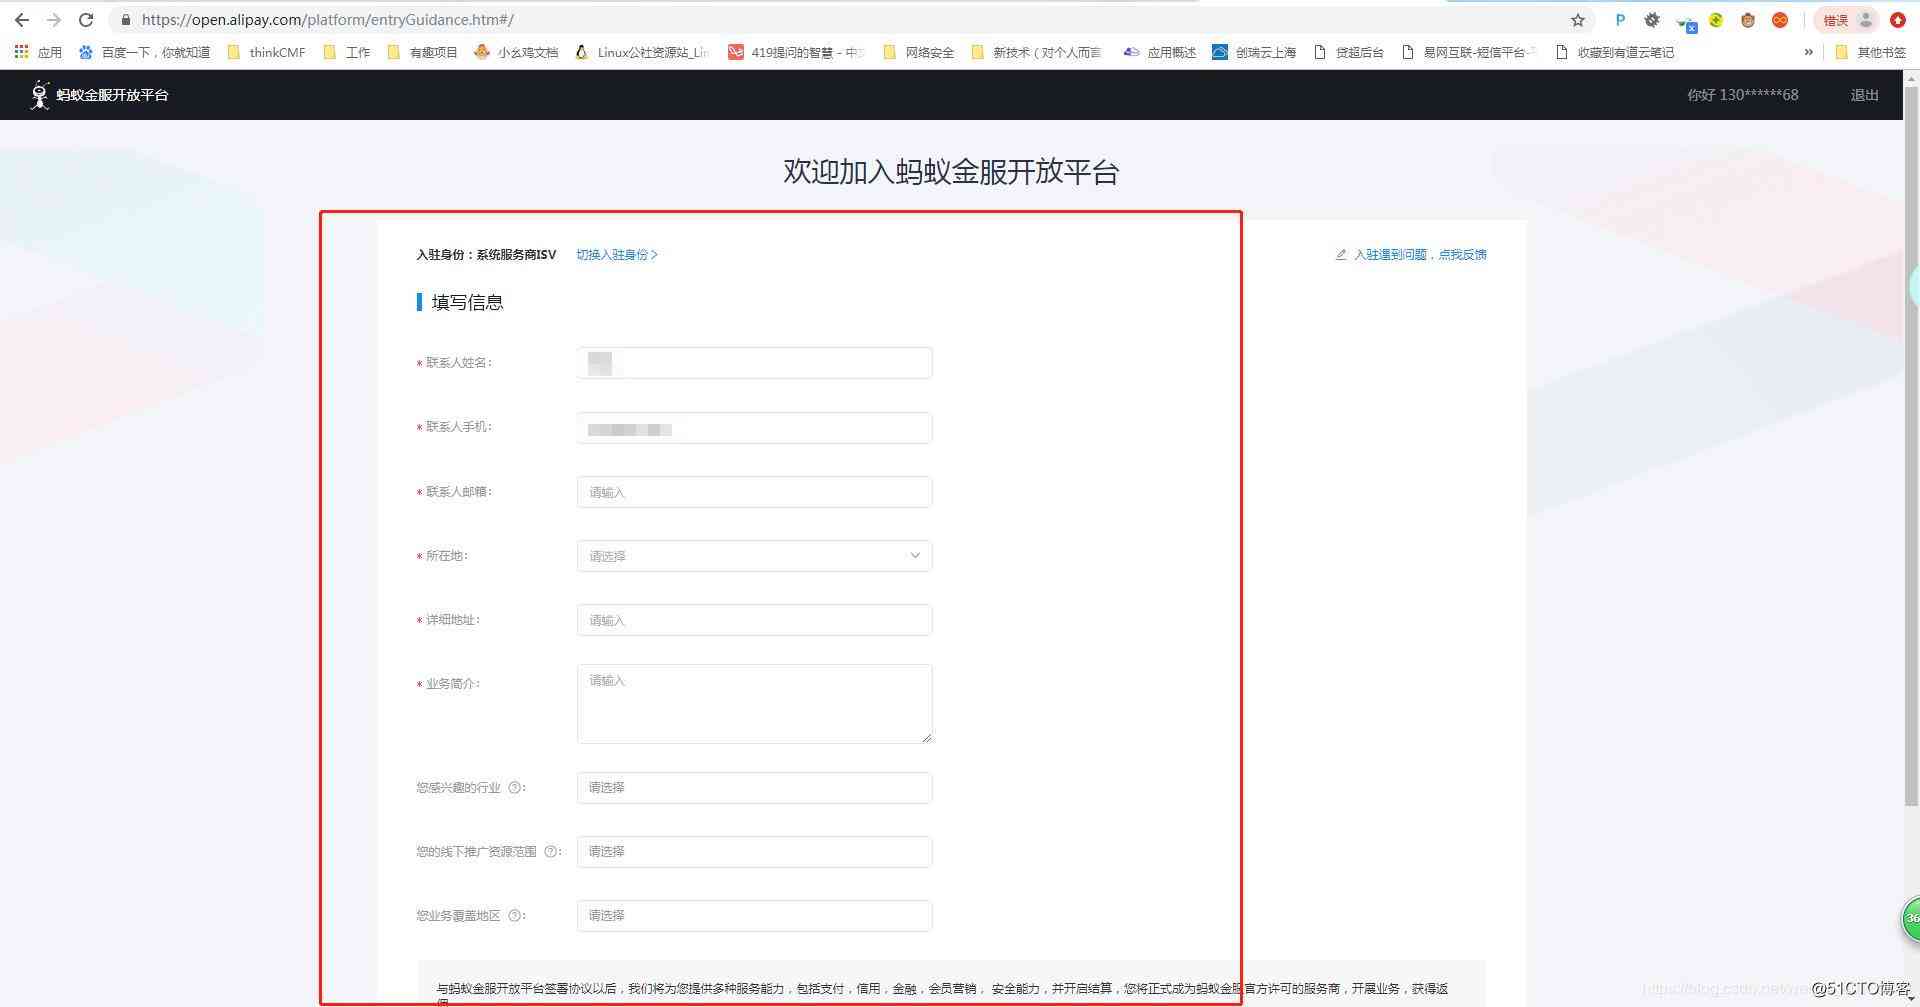 https://open.alipay.com/platform/entryGuidance.htm#/
错误
应用 百度一下，你就知道 thinkCMF 工作 有趣项目 小幺鸡文档 Linux公社资源站_Lin 419提问的智慧 - 中文 网络安全 新技术（对个人而言 应用概述 创瑞云上海 贷超后台 易网互联-短信平台- 收藏到有道云笔记 » 其他书签
蚂蚁金服开放平台 你好 130******68 退出
欢迎加入蚂蚁金服开放平台
入驻身份：系统服务商ISV 切换入驻身份 > 入驻遇到问题，点我反馈
填写信息
* 联系人姓名:
* 联系人手机:
* 联系人邮箱: 请输入
* 所在地: 请选择
* 详细地址: 请输入
* 业务简介: 请输入
您感兴趣的行业 ?: 请选择
您的线下推广资源范围 ?: 请选择
您业务覆盖地区 ?: 请选择
36
与蚂蚁金服开放平台签署协议以后，我们将为您提供多种服务能力，包括支付，信用，金融，会员营销， 安全能力，并开启结算，您将正式成为蚂蚁金服官方许可的服务商，开展业务，获得返
佣
@51CTO博客